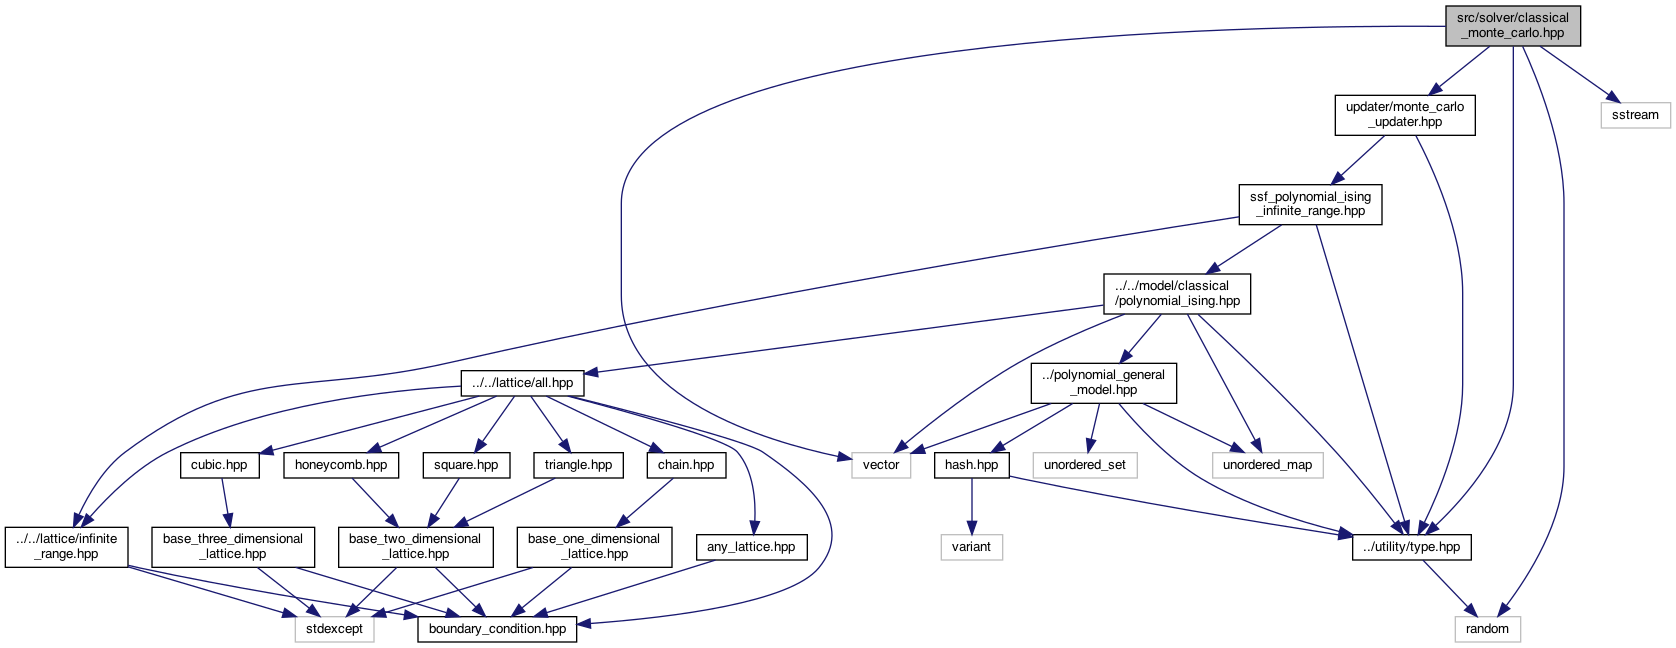 src/solver/classical
_monte_carlo.hpp
updater/monte_carlo
_updater.hpp
sstream
ssf_polynomial_ising
_infinite_range.hpp
../../model/classical
/polynomial_ising.hpp
../../lattice/all.hpp
../polynomial_general
_model.hpp
cubic.hpp
honeycomb.hpp
square.hpp
triangle.hpp
chain.hpp
vector
hash.hpp
unordered_set
unordered_map
../../lattice/infinite
_range.hpp
base_three_dimensional
_lattice.hpp
base_two_dimensional
_lattice.hpp
base_one_dimensional
_lattice.hpp
any_lattice.hpp
variant
../utility/type.hpp
stdexcept
boundary_condition.hpp
random